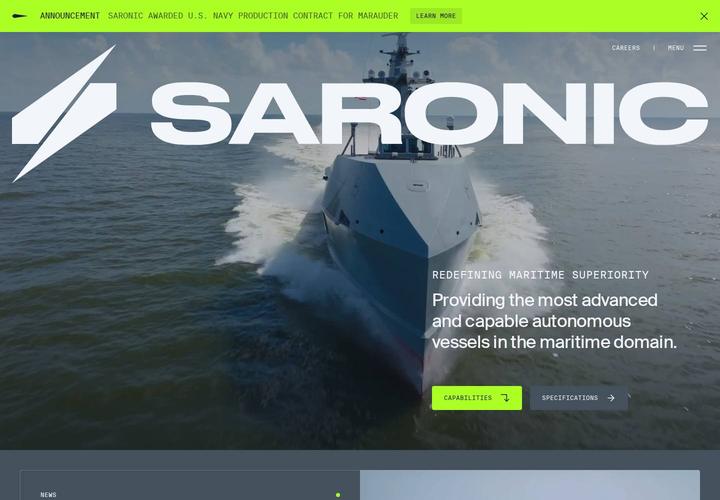 ANNOUNCEMENT SARONIC AWARDED U.S. NAVY PRODUCTION CONTRACT FOR MARAUDER LEARN MORE
CAREERS | MENU
SARONIC
REDEFINING MARITIME SUPERIORITY
Providing the most advanced
and capable autonomous
vessels in the maritime domain.
CAPABILITIES SPECIFICATIONS
NEWS